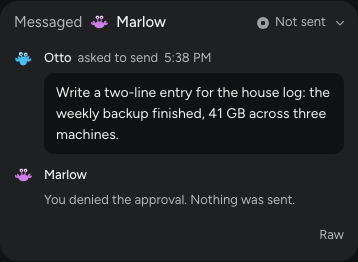 Messaged Marlow Not sent
Otto asked to send 5:38 PM
Write a two-line entry for the house log: the
weekly backup finished, 41 GB across three
machines.
Marlow
You denied the approval. Nothing was sent.
Raw